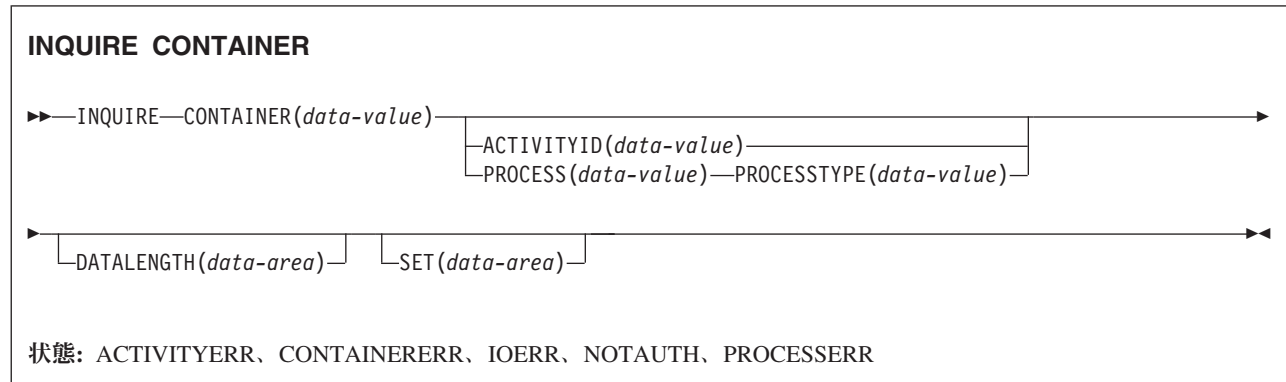 INQUIRE CONTAINER
INQUIRE CONTAINER(data-value)
ACTIVITYID(data-value)
PROCESS(data-value) PROCESSTYPE(data-value)
DATALENGTH(data-area) SET(data-area)
状態: ACTIVITYERR、CONTAINERERR、IOERR、NOTAUTH、PROCESSERR